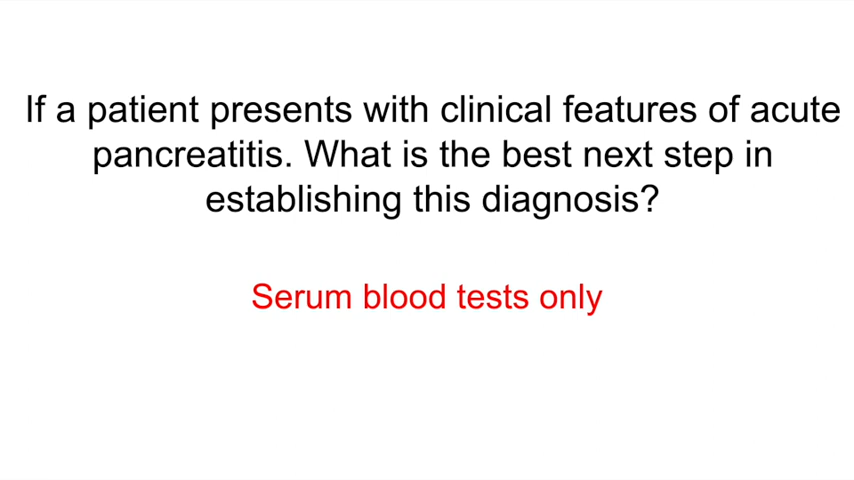 If a patient presents with clinical features of acute
pancreatitis. What is the best next step in
establishing this diagnosis?
Serum blood tests only